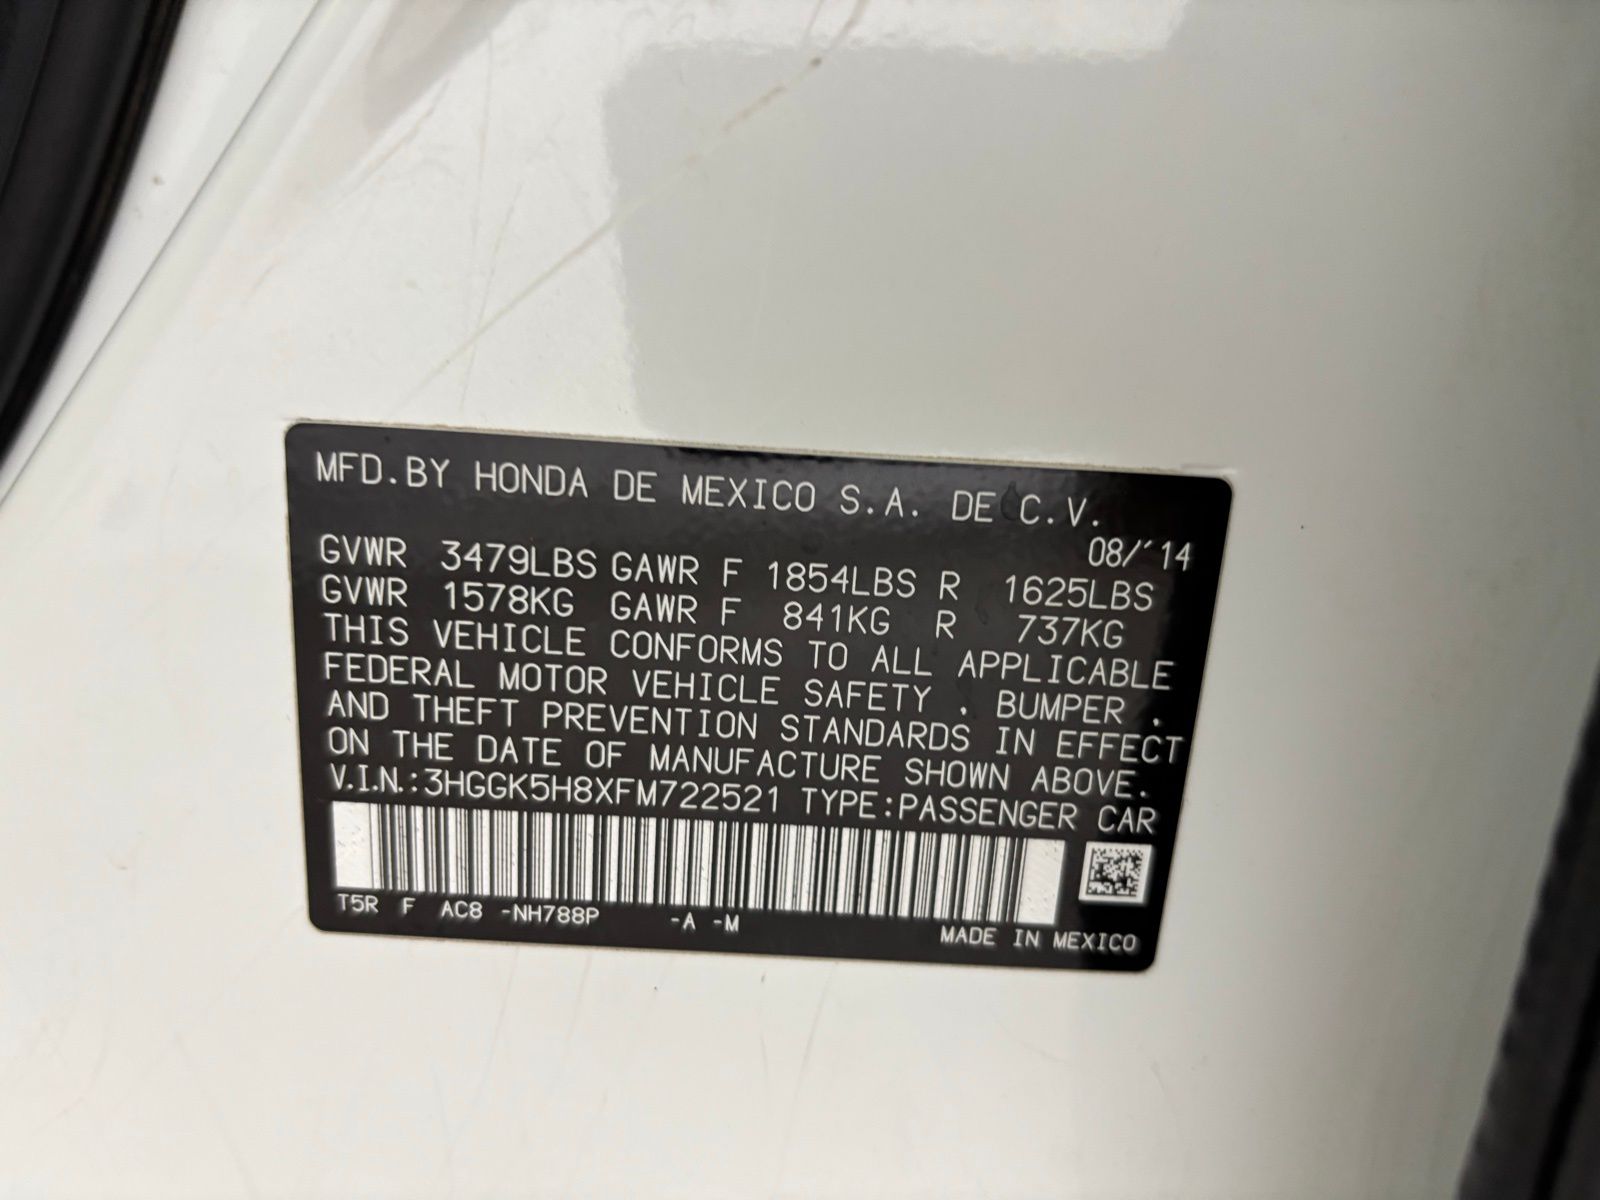 MFD.BY HONDA DE MEXICO S.A. DE C.V.
08/'14
GVWR 3479LBS GAWR F 1854LBS R 1625LBS
GVWR 1578KG GAWR F 841KG R 737KG
THIS VEHICLE CONFORMS TO ALL APPLICABLE
FEDERAL MOTOR VEHICLE SAFETY , BUMPER ,
AND THEFT PREVENTION STANDARDS IN EFFECT
ON THE DATE OF MANUFACTURE SHOWN ABOVE.
V.I.N.:3HGGK5H8XFM722521 TYPE:PASSENGER CAR
T5R F AC8 -NH788P -A -M
MADE IN MEXICO